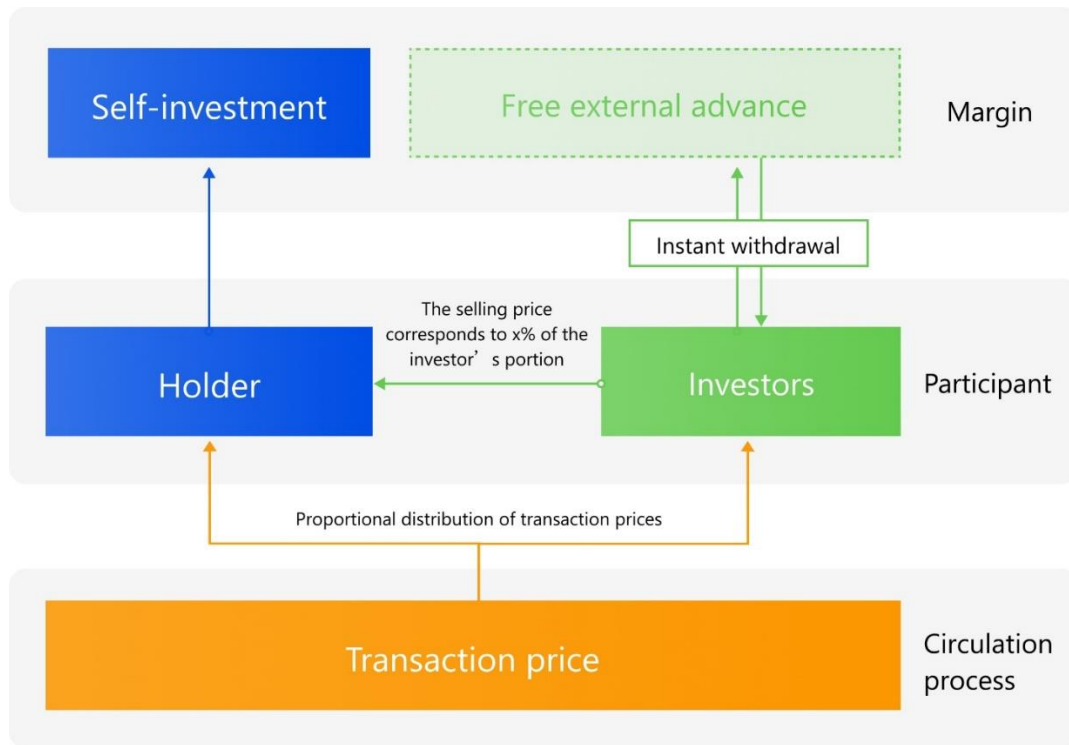 Self-investment
Free external advance
Margin
Instant withdrawal
The selling price
corresponds to x% of the
investor’ s portion
Holder
Investors
Participant
Proportional distribution of transaction prices
Transaction price
Circulation
process